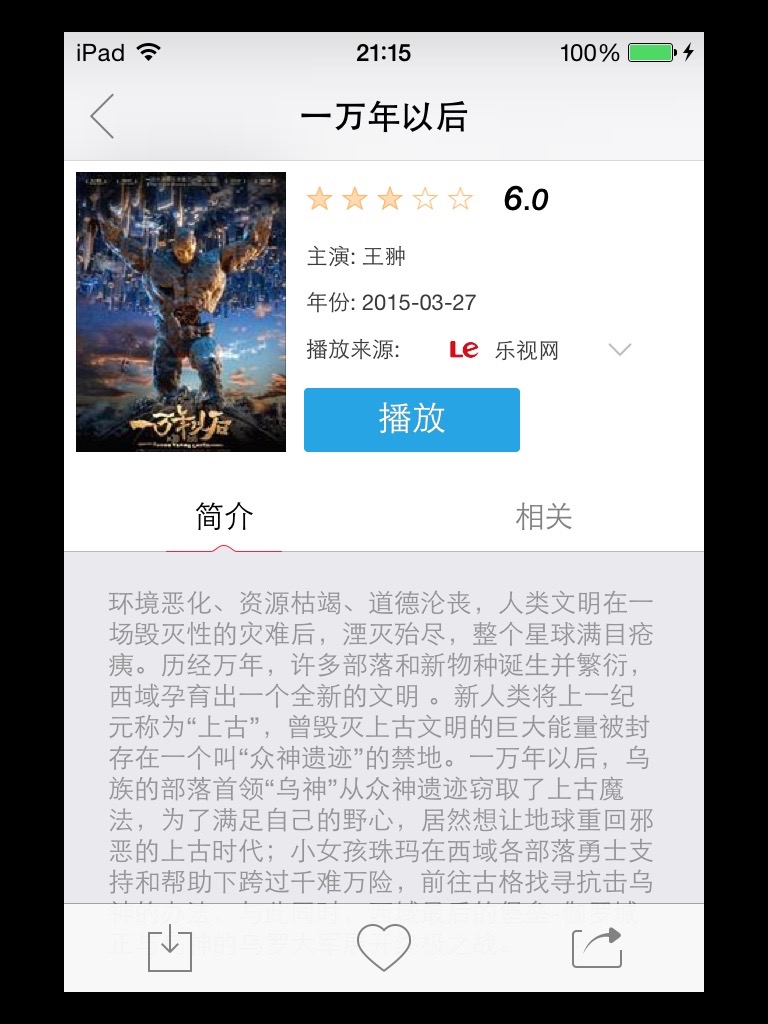 iPad
21:15
100%
一万年以后
6.0
主演: 王翀
年份: 2015-03-27
播放来源: Le 乐视网
播放
一万年以后
简介
相关
环境恶化、资源枯竭、道德沦丧，人类文明在一
场毁灭性的灾难后，湮灭殆尽，整个星球满目疮
痍。历经万年，许多部落和新物种诞生并繁衍，
西域孕育出一个全新的文明 。新人类将上一纪
元称为“上古”，曾毁灭上古文明的巨大能量被封
存在一个叫“众神遗迹”的禁地。一万年以后，乌
族的部落首领“乌神”从众神遗迹窃取了上古魔
法，为了满足自己的野心，居然想让地球重回邪
恶的上古时代；小女孩珠玛在西域各部落勇士支
持和帮助下跨过千难万险，前往古格找寻抗击乌